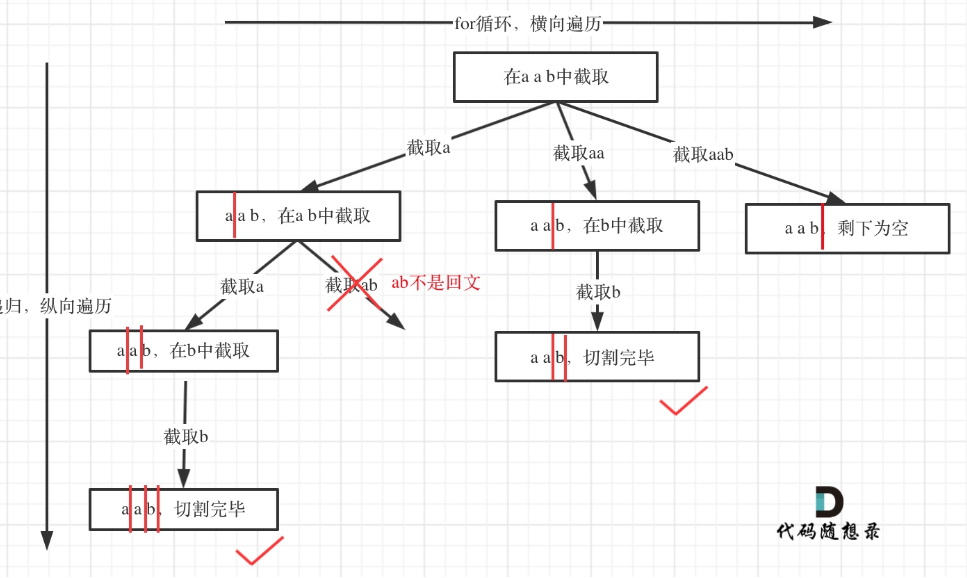 for循环，横向遍历
在a a b中截取
截取a
截取aa
截取aab
a a b，在a b中截取
a a b，在b中截取
a a b，剩下为空
截取a
截取ab
ab不是回文
截取b
归，纵向遍历
a a b，在b中截取
a a b，切割完毕
截取b
a a b，切割完毕
代码随想录